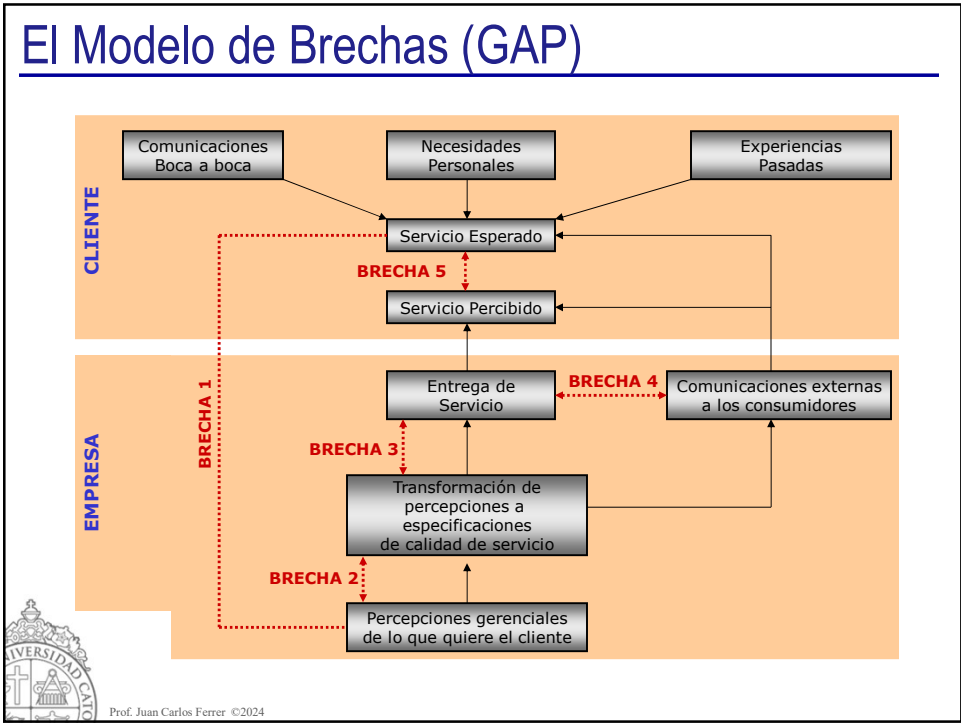 El Modelo de Brechas (GAP)
Comunicaciones
Boca a boca
Necesidades
Personales
Experiencias
Pasadas
CLIENTE
Servicio Esperado
BRECHA 5
Servicio Percibido
EMPRESA
BRECHA 1
Entrega de
Servicio
BRECHA 4
Comunicaciones externas
a los consumidores
BRECHA 3
Transformación de
percepciones a
especificaciones
de calidad de servicio
BRECHA 2
Percepciones gerenciales
de lo que quiere el cliente
Prof. Juan Carlos Ferrer ©2024